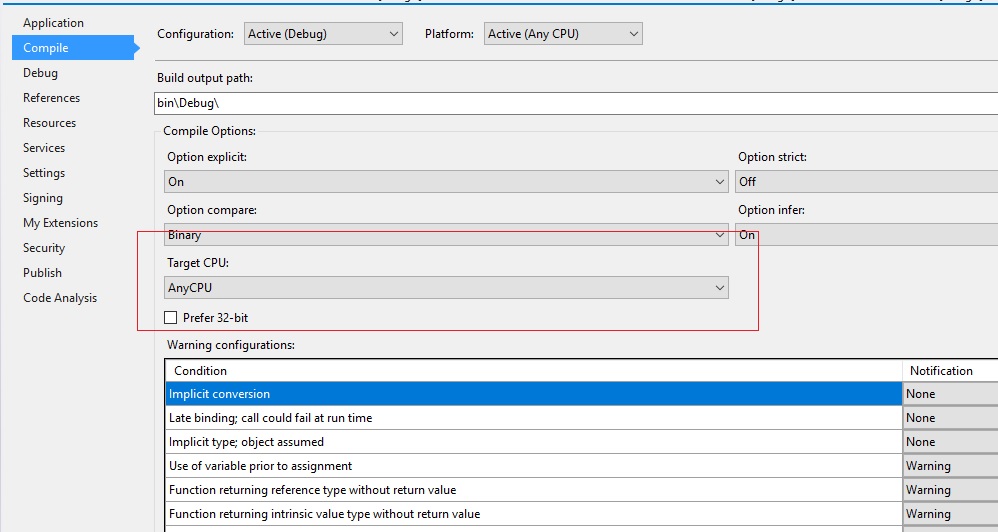 Application
Compile
Debug
References
Resources
Services
Settings
Signing
My Extensions
Security
Publish
Code Analysis
Configuration: Active (Debug) Platform: Active (Any CPU)
Build output path:
bin\Debug\
Compile Options:
Option explicit: Option strict:
On Off
Option compare: Option infer:
Binary On
Target CPU:
AnyCPU
Prefer 32-bit
Warning configurations:
Condition Notification
Implicit conversion None
Late binding; call could fail at run time None
Implicit type; object assumed None
Use of variable prior to assignment Warning
Function returning reference type without return value Warning
Function returning intrinsic value type without return value Warning